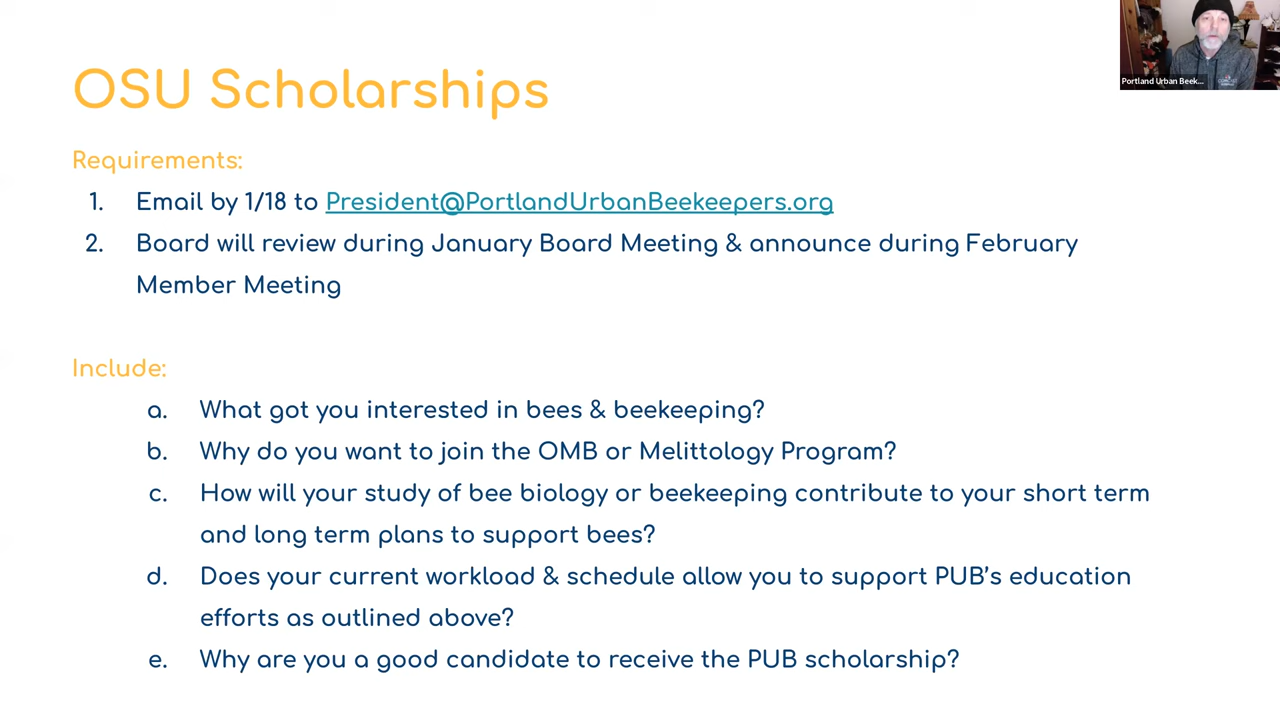 OSU Scholarships
Portland Urban Beek...
Requirements:
1. Email by 1/18 to President@PortlandUrbanBeekeepers.org
2. Board will review during January Board Meeting & announce during February
Member Meeting
Include:
a. What got you interested in bees & beekeeping?
b. Why do you want to join the OMB or Melittology Program?
c. How will your study of bee biology or beekeeping contribute to your short term
and long term plans to support bees?
d. Does your current workload & schedule allow you to support PUB's education
efforts as outlined above?
e. Why are you a good candidate to receive the PUB scholarship?